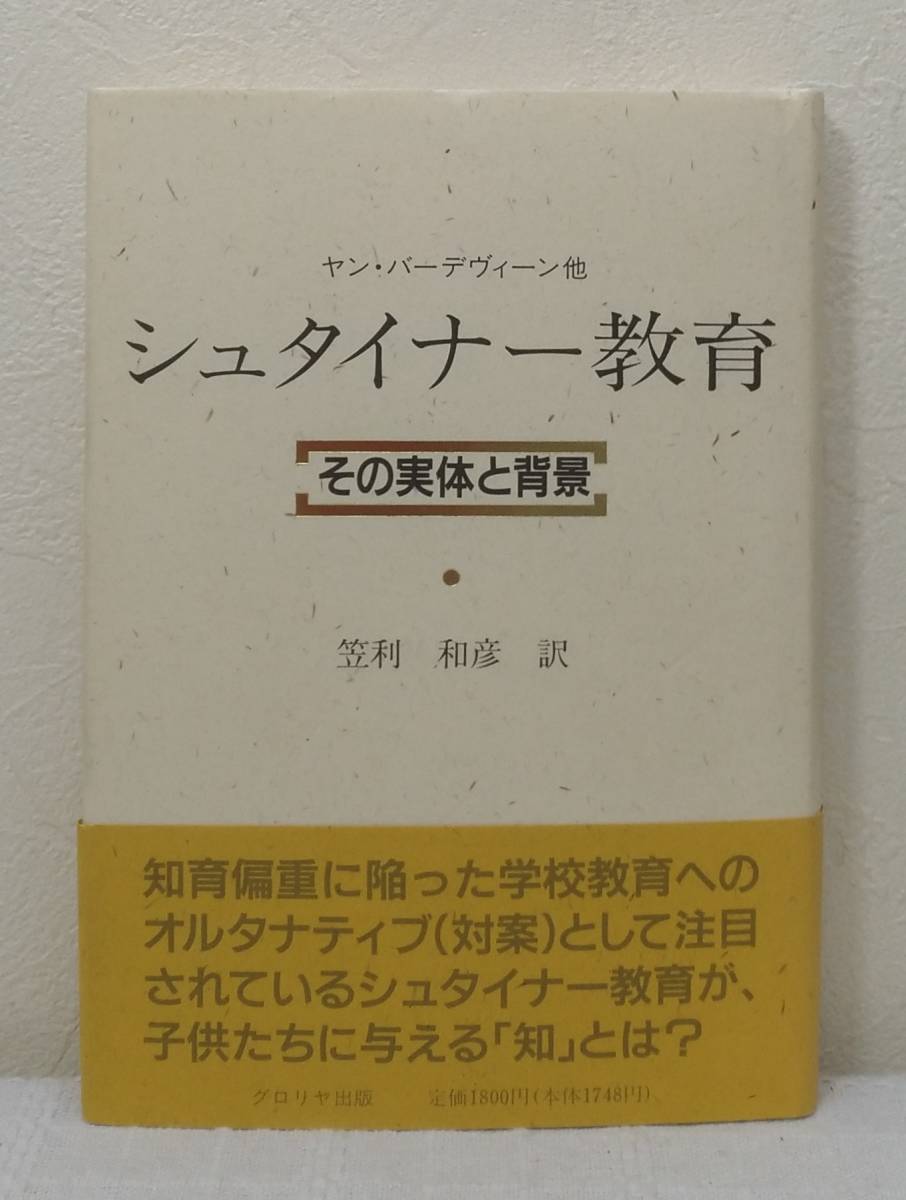 ヤン・バーデヴィーン他
シュタイナー教育
その実体と背景
笠利 和彦 訳
知育偏重に陥った学校教育への
オルタナティブ(対案)として注目
されているシュタイナー教育が、
子供たちに与える「知」とは?
グロリヤ出版 定価1800円(本体1748円)